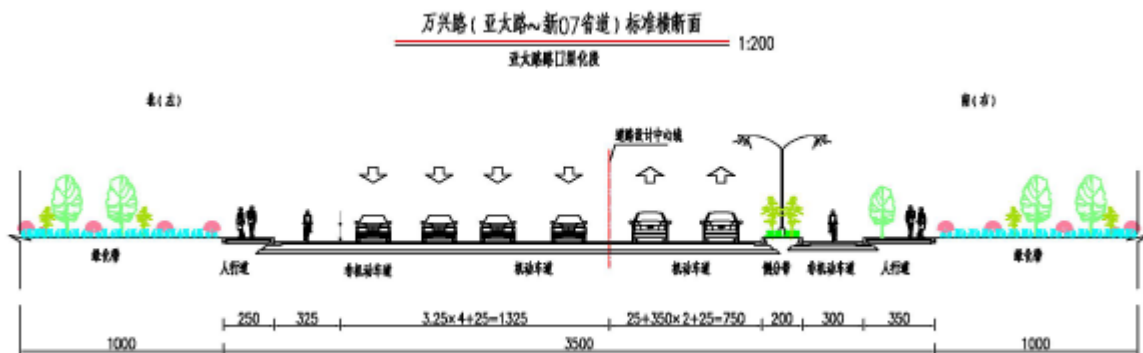 万兴路(亚太路~新07省道)标准横断面
1:200
亚太路路口渠化段
北(左)
南(右)
道路设计中心线
绿化带
人行道
非机动车道
机动车道
机动车道
侧分带
非机动车道
人行道
绿化带
250
325
3.25×4+25=1325
25+350×2+25=750
200
300
350
1000
3500
1000